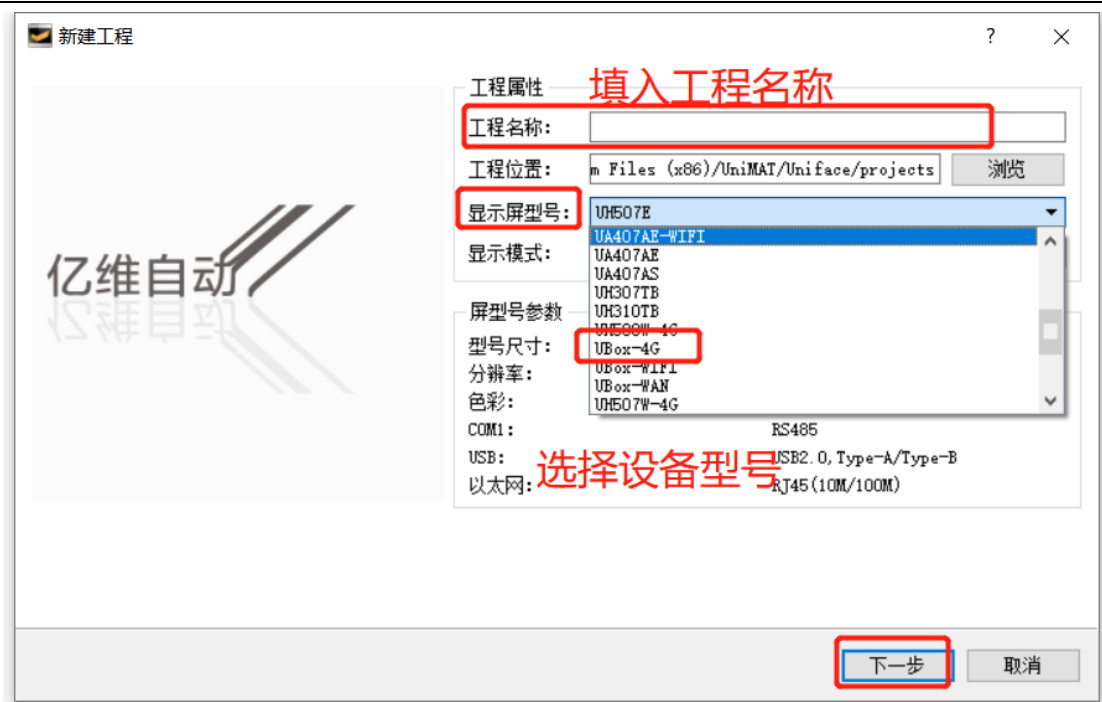 新建工程
?
工程属性
填入工程名称
工程名称：
工程位置：
m Files (x86)/UniMAT/Uniface/projects
浏览
显示屏型号：
UH507E
显示模式：
UA407AE-WIFI
UA407AE
UA407AS
UH307TB
UH310TB
UBox-4G
UBox-WIFI
UBox-WAN
UH507W-4G
亿维自动
屏型号参数
型号尺寸：
分辨率：
色彩：
COM1：
RS485
USB：
USB2.0,Type-A/Type-B
以太网：
RJ45(10M/100M)
选择设备型号
下一步
取消